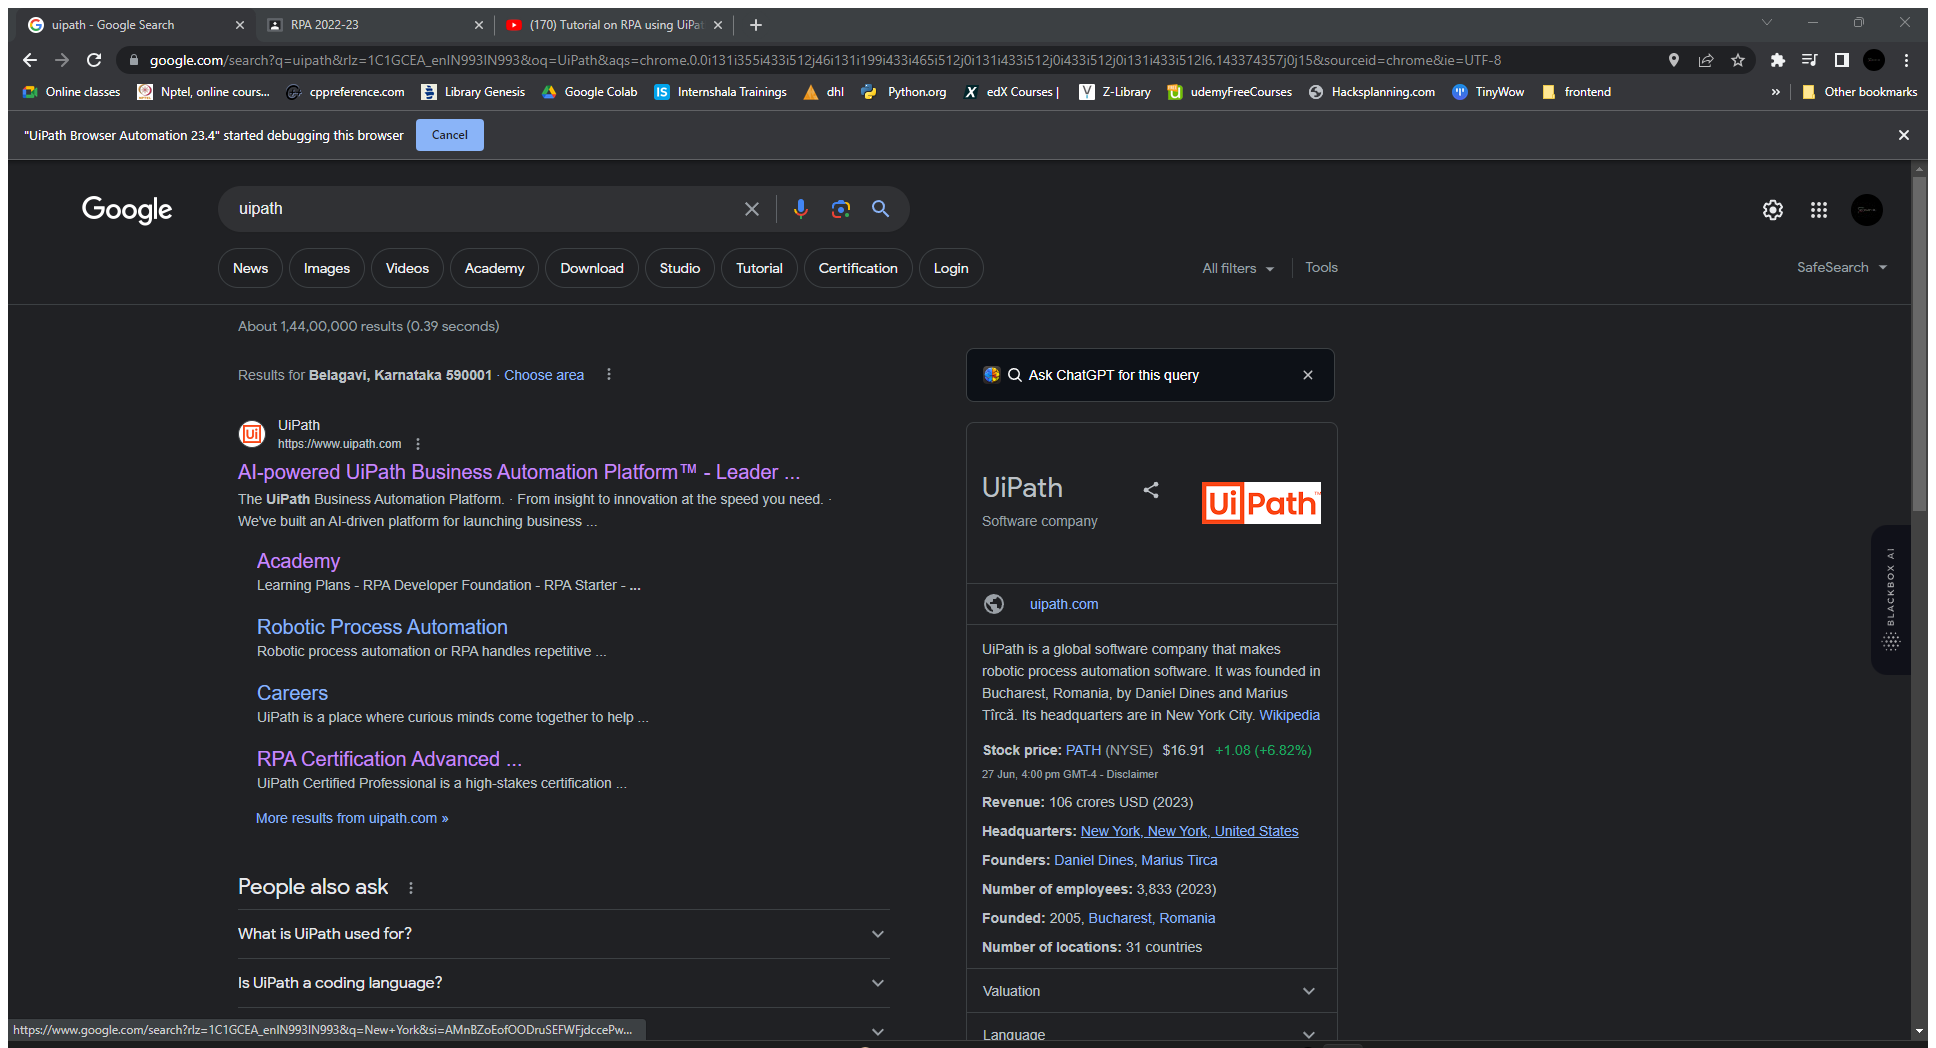 uipath - Google Search
RPA 2022-23
(170) Tutorial on RPA using UiPat
google.com/search?q=uipath&rlz=1C1GCEA_enIN993IN993&oq=UiPath&aqs=chrome.0.0i131i355i433i512j46i131i199i433i465i512j0i131i433i512j0i433i512j0i131i433i512l6.143374357j0j15&sourceid=chrome&ie=UTF-8
Online classes
Nptel, online cours...
cppreference.com
Library Genesis
Google Colab
IS Internshala Trainings
dhl
Python.org
edX Courses |
Z-Library
udemyFreeCourses
Hacksplanning.com
TinyWow
frontend
»
Other bookmarks
"UiPath Browser Automation 23.4" started debugging this browser
Cancel
Google
uipath
News
Images
Videos
Academy
Download
Studio
Tutorial
Certification
Login
All filters
Tools
SafeSearch
About 1,44,00,000 results (0.39 seconds)
Results for Belagavi, Karnataka 590001 · Choose area
UiPath
https://www.uipath.com
AI-powered UiPath Business Automation Platform™ - Leader ...
The UiPath Business Automation Platform. · From insight to innovation at the speed you need. ·
We've built an AI-driven platform for launching business ...
Academy
Learning Plans - RPA Developer Foundation - RPA Starter - ...
Robotic Process Automation
Robotic process automation or RPA handles repetitive ...
Careers
UiPath is a place where curious minds come together to help ...
RPA Certification Advanced ...
UiPath Certified Professional is a high-stakes certification ...
More results from uipath.com »
People also ask
What is UiPath used for?
Is UiPath a coding language?
https://www.google.com/search?rlz=1C1GCEA_enIN993IN993&q=New+York&si=AMnBZoEofOODruSEFWFjdccePw...
Ask ChatGPT for this query
UiPath
Software company
Ui Path™
uipath.com
UiPath is a global software company that makes
robotic process automation software. It was founded in
Bucharest, Romania, by Daniel Dines and Marius
Tîrcă. Its headquarters are in New York City. Wikipedia
Stock price: PATH (NYSE) $16.91 +1.08 (+6.82%)
27 Jun, 4:00 pm GMT-4 - Disclaimer
Revenue: 106 crores USD (2023)
Headquarters: New York, New York, United States
Founders: Daniel Dines, Marius Tirca
Number of employees: 3,833 (2023)
Founded: 2005, Bucharest, Romania
Number of locations: 31 countries
Valuation
Language
BLACKBOX AI